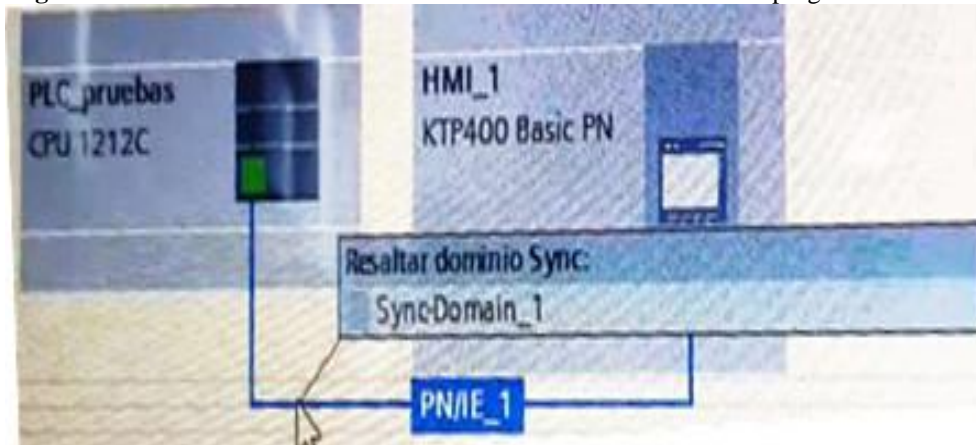 PLC_pruebas
CPU 1212C
HMI_1
KTP400 Basic PN
Resaltar dominio Sync:
Sync-Domain_1
PN/IE_1